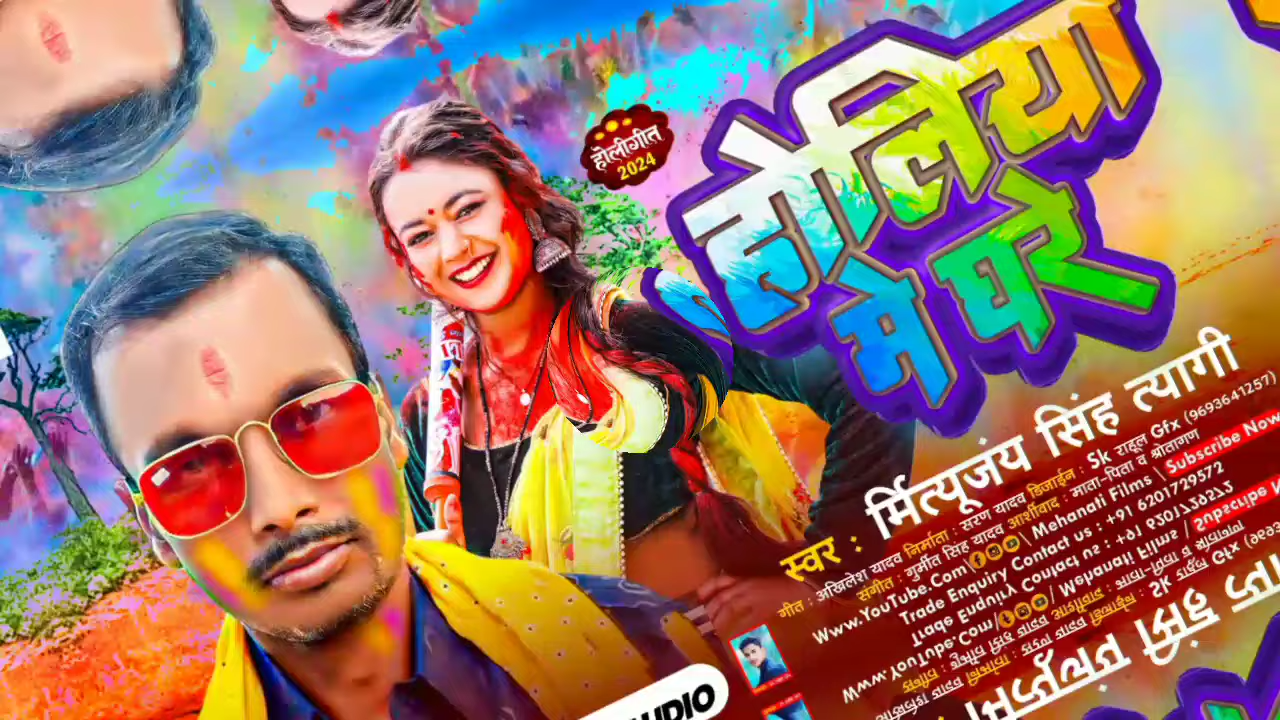 होलीगीत
2024
होलिया
मे घरे
स्वर : र्मित्यूजंय सिंह त्यागी
गीत : अखिलेश यादव निर्माता : सरण यादव डिजाईन : Sk राहूल Gfx (9693641257)
संगीत : गुर्मीत सिंह यादव आर्शीवाद : माता-पिता व श्रोतागण
Www.YouTube.Com \ Mehanati Films \ Subscribe Now
Trade Enquiry Contact us : +91 6201729572
AUDIO